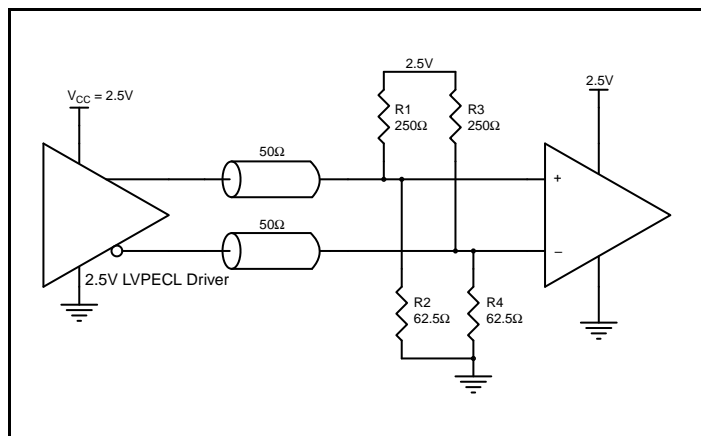 2.5V
V_CC = 2.5V
2.5V
R1
250Ω
R3
250Ω
50Ω
+
50Ω
–
2.5V LVPECL Driver
R2
62.5Ω
R4
62.5Ω